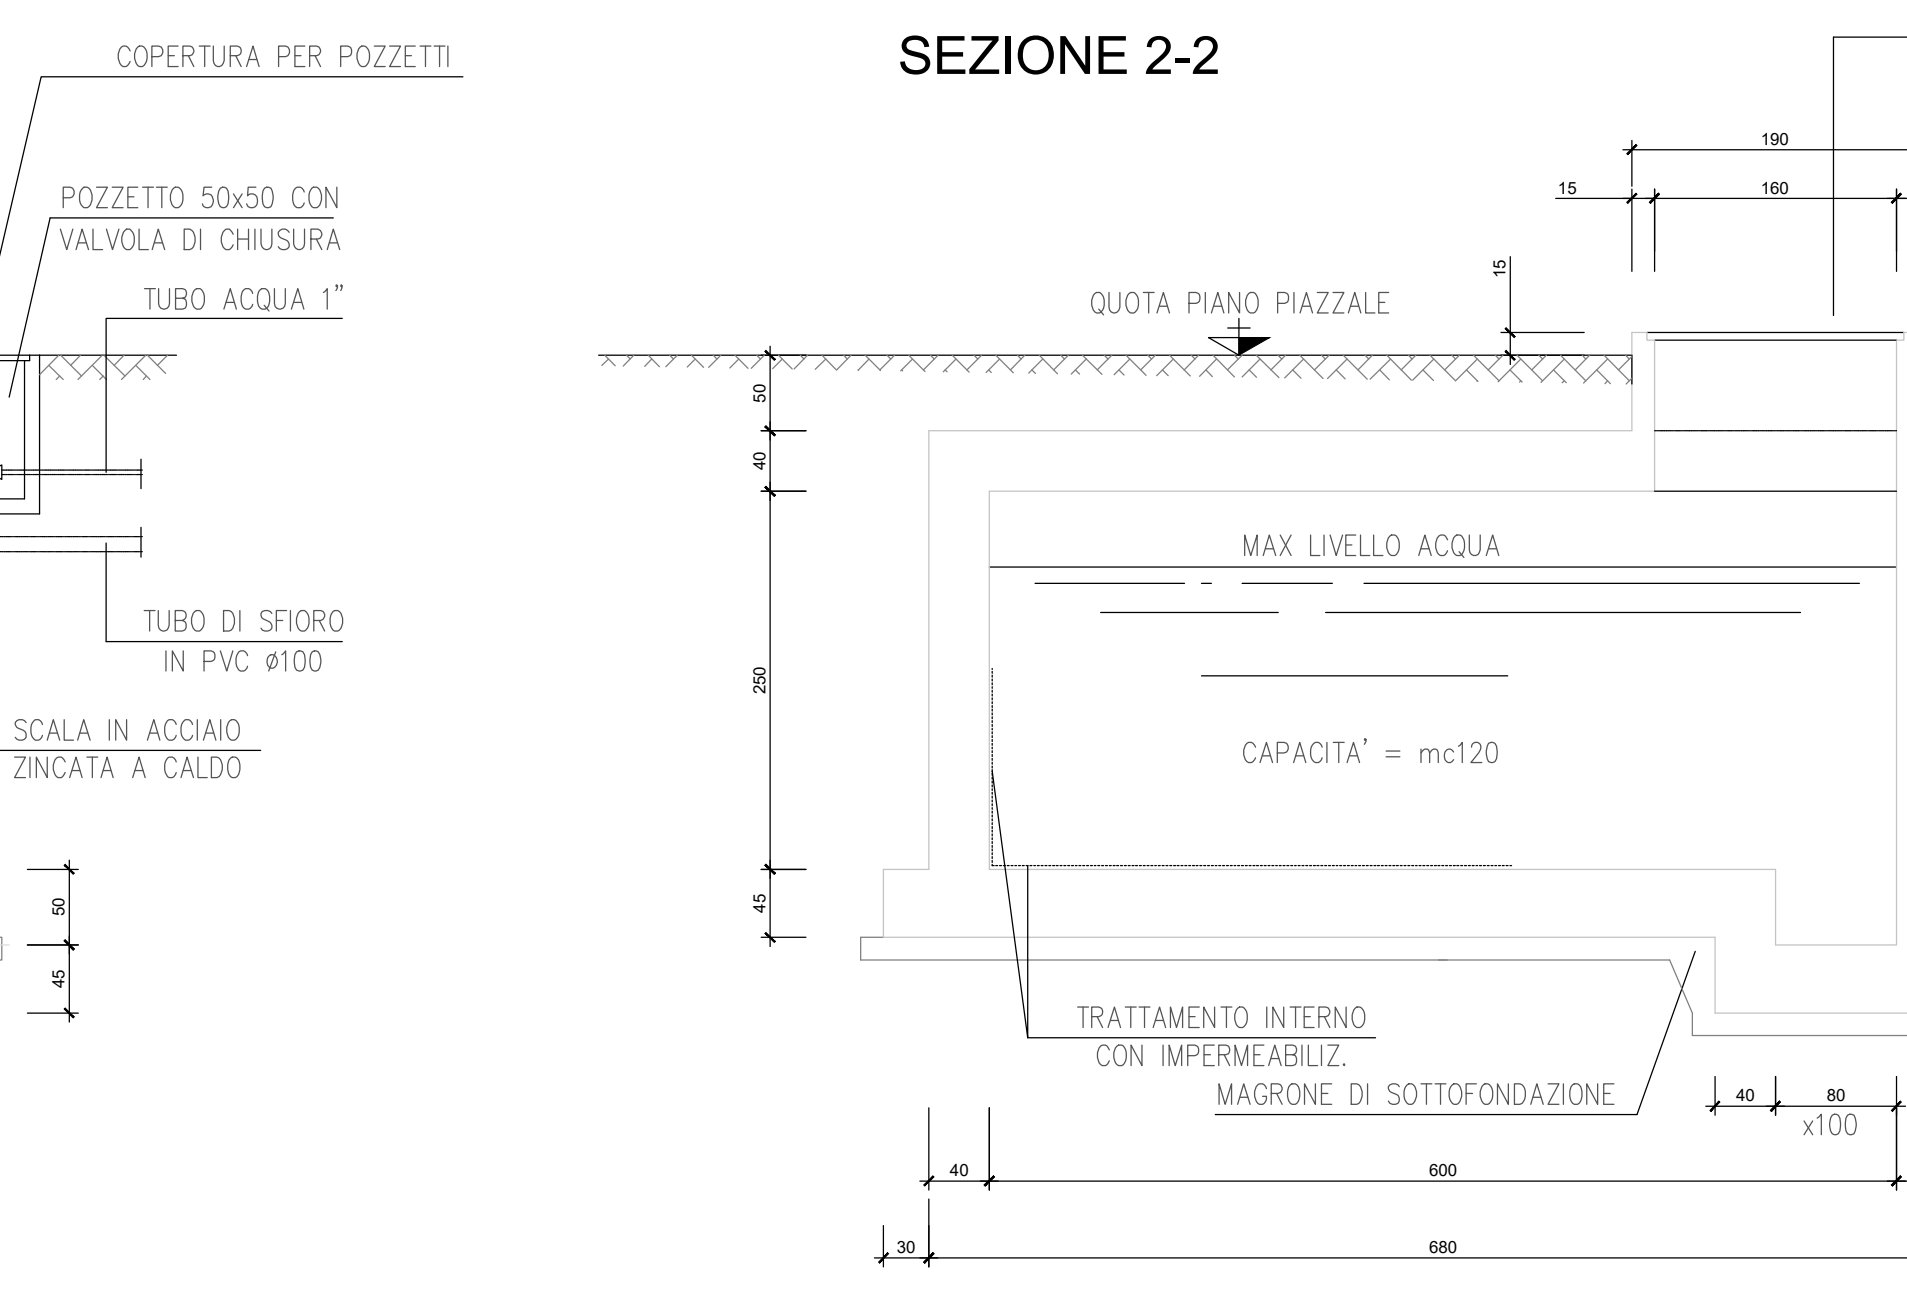 COPERTURA PER POZZETTI
SEZIONE 2-2
POZZETTO 50x50 CON
VALVOLA DI CHIUSURA
TUBO ACQUA 1”
TUBO DI SFIORO
IN PVC ø100
SCALA IN ACCIAIO
ZINCATA A CALDO
50
45
190
15
160
15
QUOTA PIANO PIAZZALE
50
40
250
45
MAX LIVELLO ACQUA
CAPACITA’ = mc120
TRATTAMENTO INTERNO
CON IMPERMEABILIZ.
MAGRONE DI SOTTOFONDAZIONE
40
80
x100
40
600
30
680